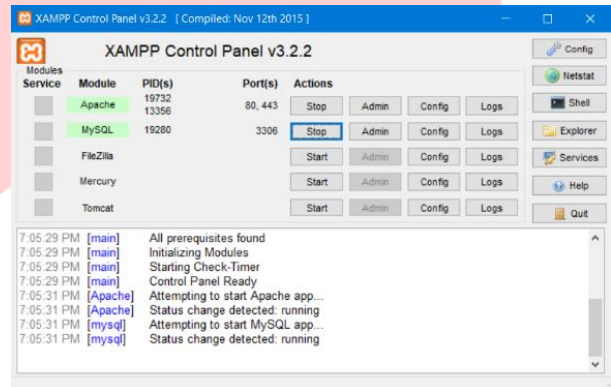 XAMPP Control Panel v3.2.2 [ Compiled: Nov 12th 2015 ]
XAMPP Control Panel v3.2.2
Config
Modules
Service Module PID(s) Port(s) Actions
Netstat
Apache 19732 13356 80, 443 Stop Admin Config Logs
Shell
MySQL 19280 3306 Stop Admin Config Logs
Explorer
FileZilla Start Admin Config Logs
Services
Mercury Start Admin Config Logs
Help
Tomcat Start Admin Config Logs
Quit
7:05:29 PM [main] All prerequisites found
7:05:29 PM [main] Initializing Modules
7:05:29 PM [main] Starting Check-Timer
7:05:29 PM [main] Control Panel Ready
7:05:31 PM [Apache] Attempting to start Apache app...
7:05:31 PM [Apache] Status change detected: running
7:05:31 PM [mysql] Attempting to start MySQL app...
7:05:31 PM [mysql] Status change detected: running